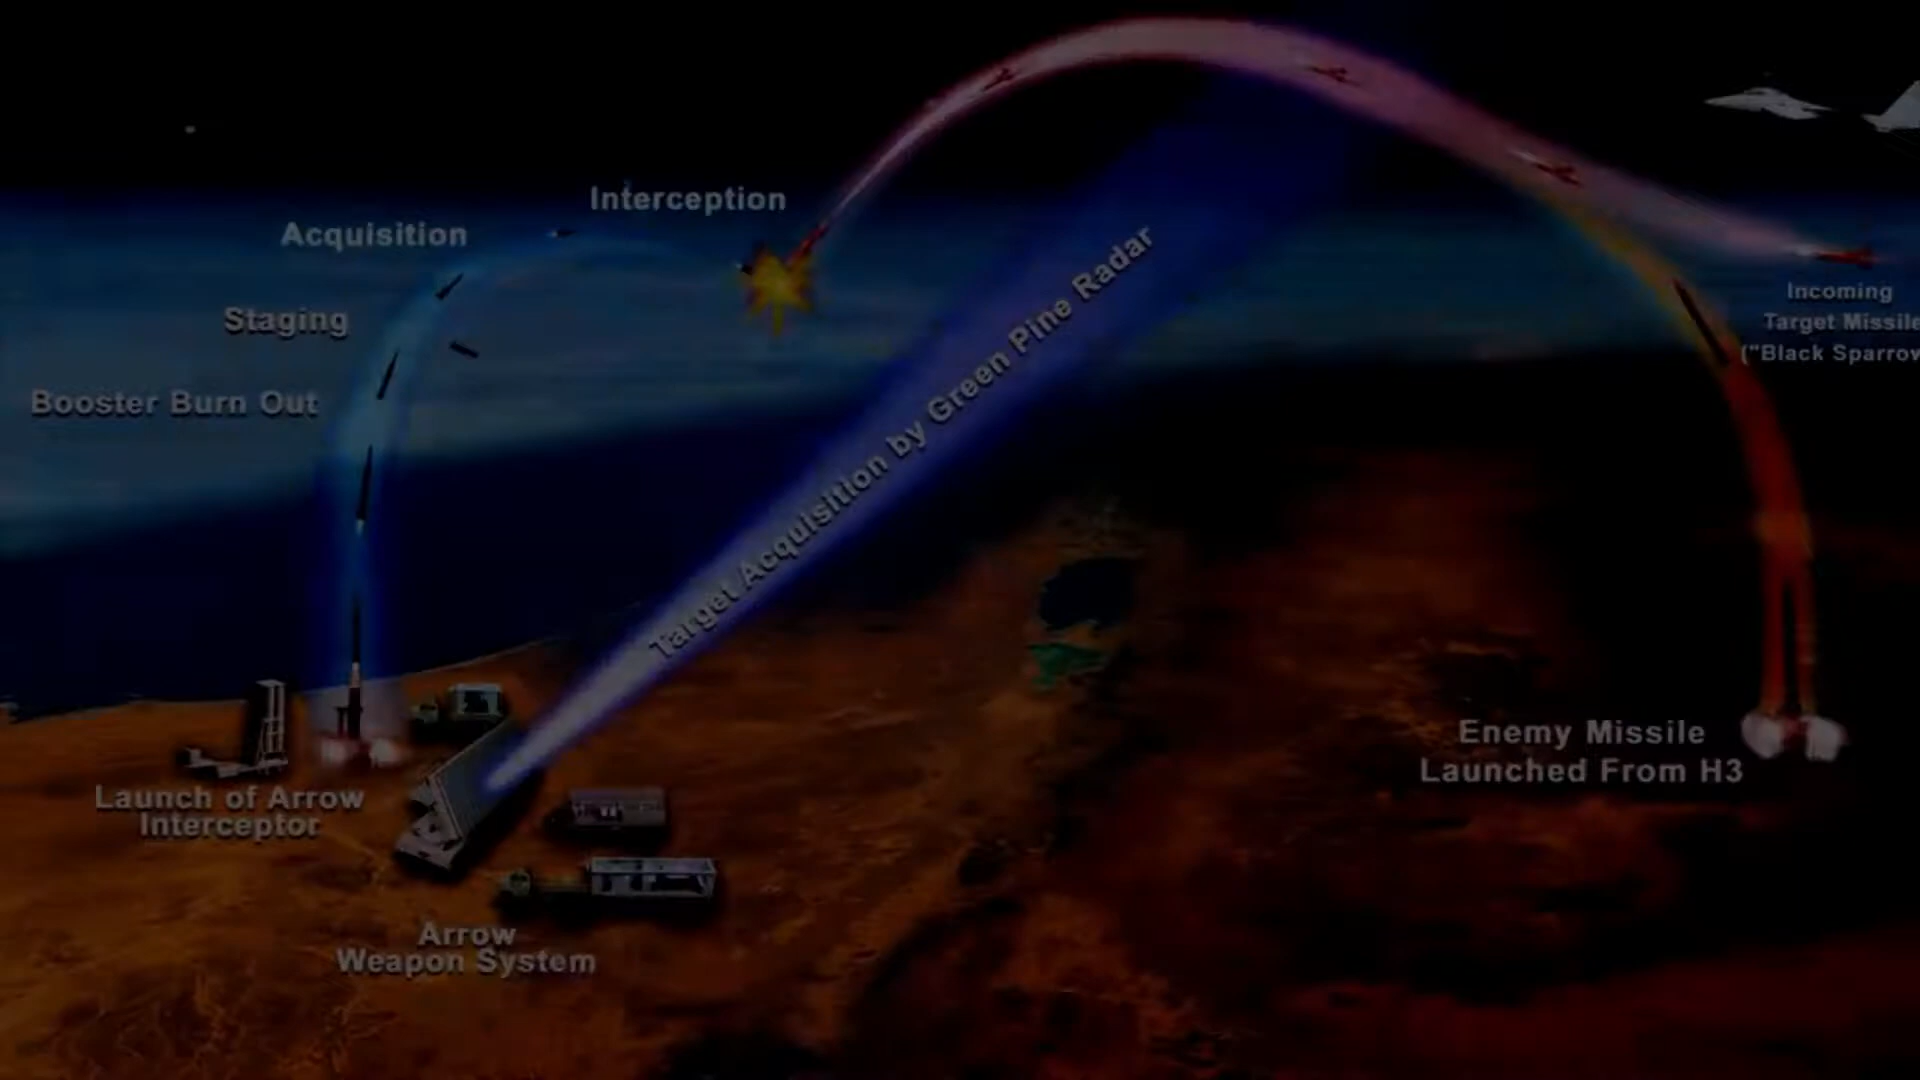 Interception
Acquisition
Staging
Booster Burn Out
Target Acquisition by Green Pine Radar
Incoming
Target Missile
("Black Sparrow
Enemy Missile
Launched From H3
Launch of Arrow
Interceptor
Arrow
Weapon System